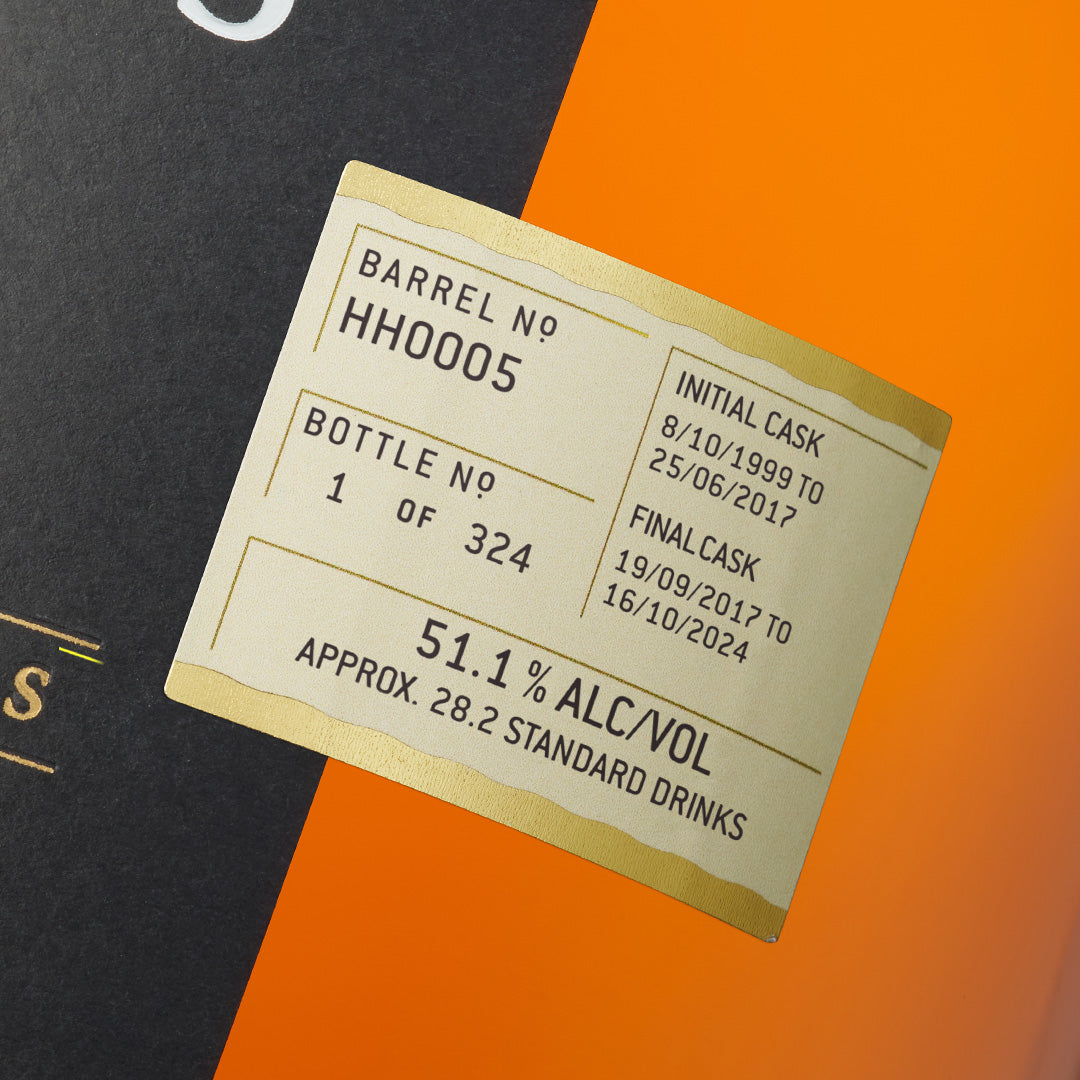 BARREL Nº
HH0005
BOTTLE Nº
1 OF 324
INITIAL CASK
8/10/1999 TO
25/06/2017
FINAL CASK
19/09/2017 TO
16/10/2024
51.1 % ALC/VOL
APPROX. 28.2 STANDARD DRINKS
S